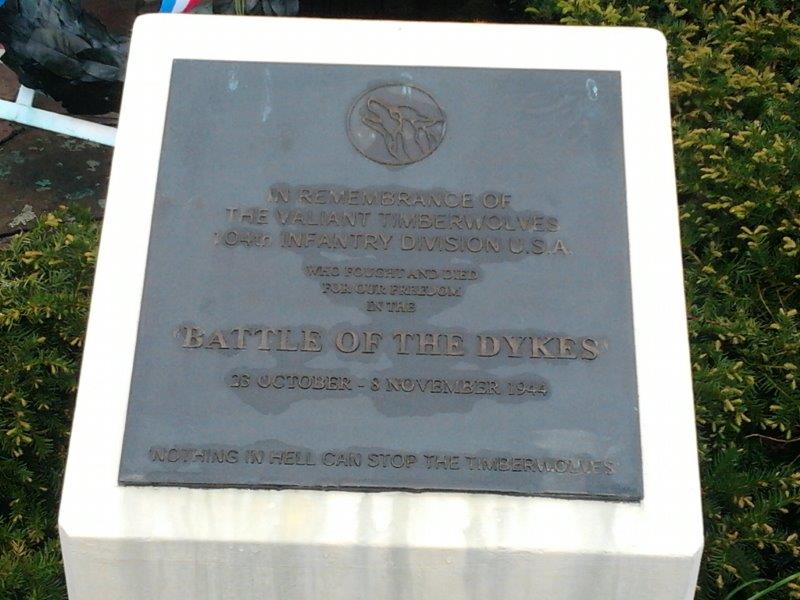 IN REMEMBRANCE OF
THE VALIANT TIMBERWOLVES
104th INFANTRY DIVISION U.S.A.
WHO FOUGHT AND DIED
FOR OUR FREEDOM
IN THE
'BATTLE OF THE DYKES'
23 OCTOBER - 8 NOVEMBER 1944
'NOTHING IN HELL CAN STOP THE TIMBERWOLVES'